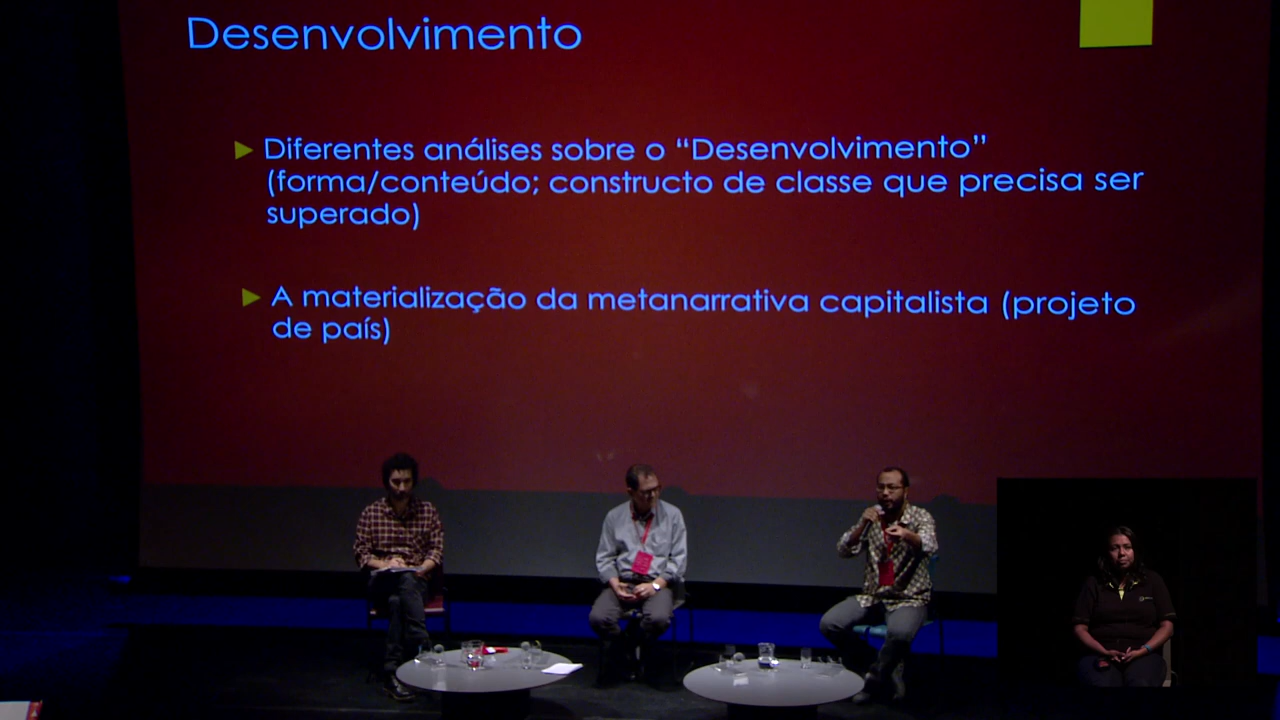 Desenvolvimento
Diferentes análises sobre o “Desenvolvimento”
(forma/conteúdo; constructo de classe que precisa ser
superado)
A materialização da metanarrativa capitalista (projeto
de país)